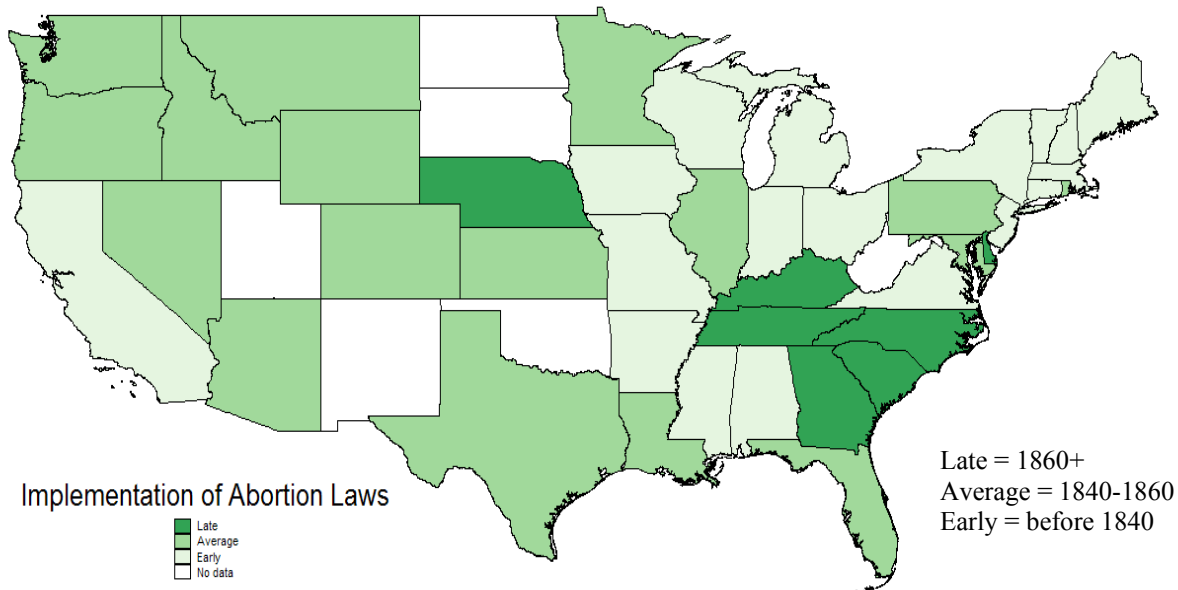 Implementation of Abortion Laws
Late
Average
Early
No data
Late = 1860+
Average = 1840-1860
Early = before 1840